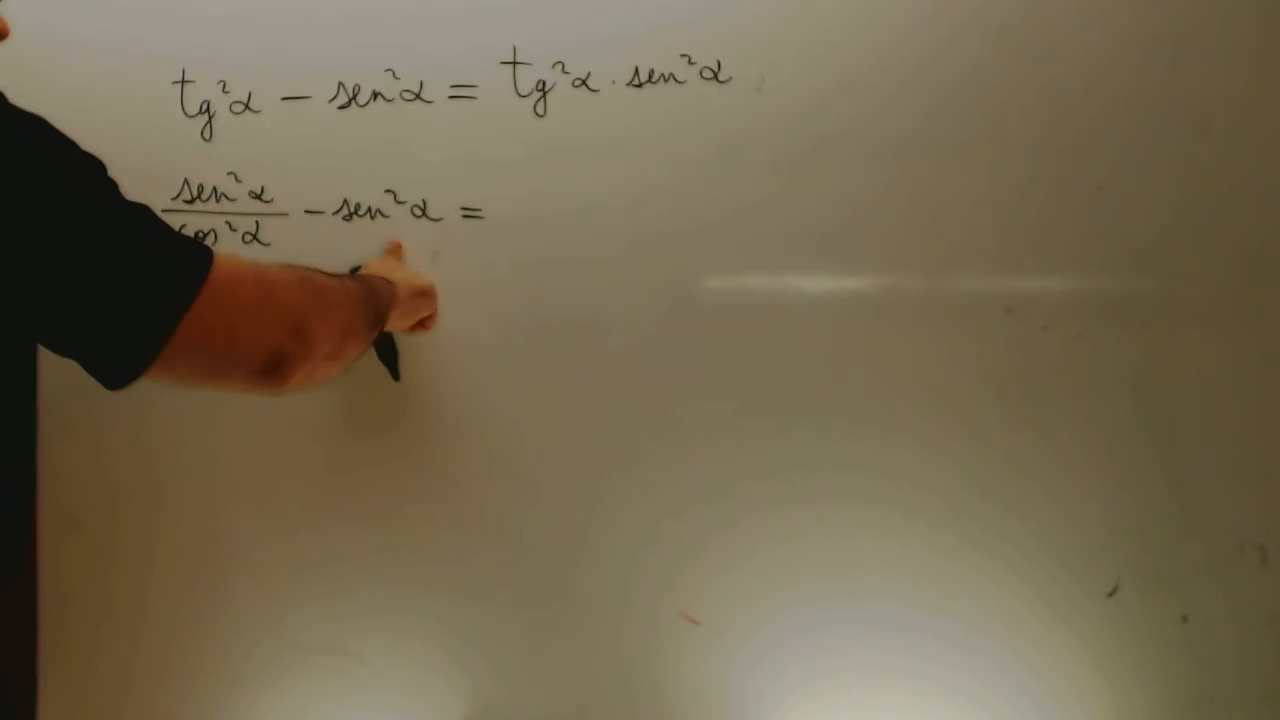 tg²α − sen²α = tg²α · sen²α
sen²α
cos²α
− sen²α =